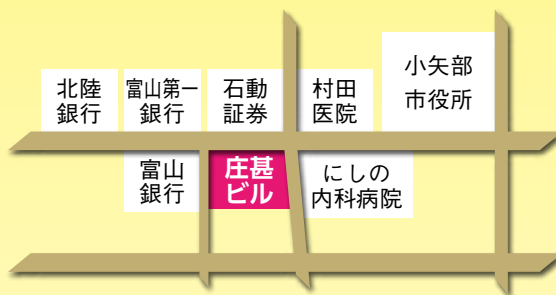 北陸
銀行
富山第一
銀行
石動
証券
村田
医院
小矢部
市役所
富山
銀行
庄甚
ビル
にしの
内科病院